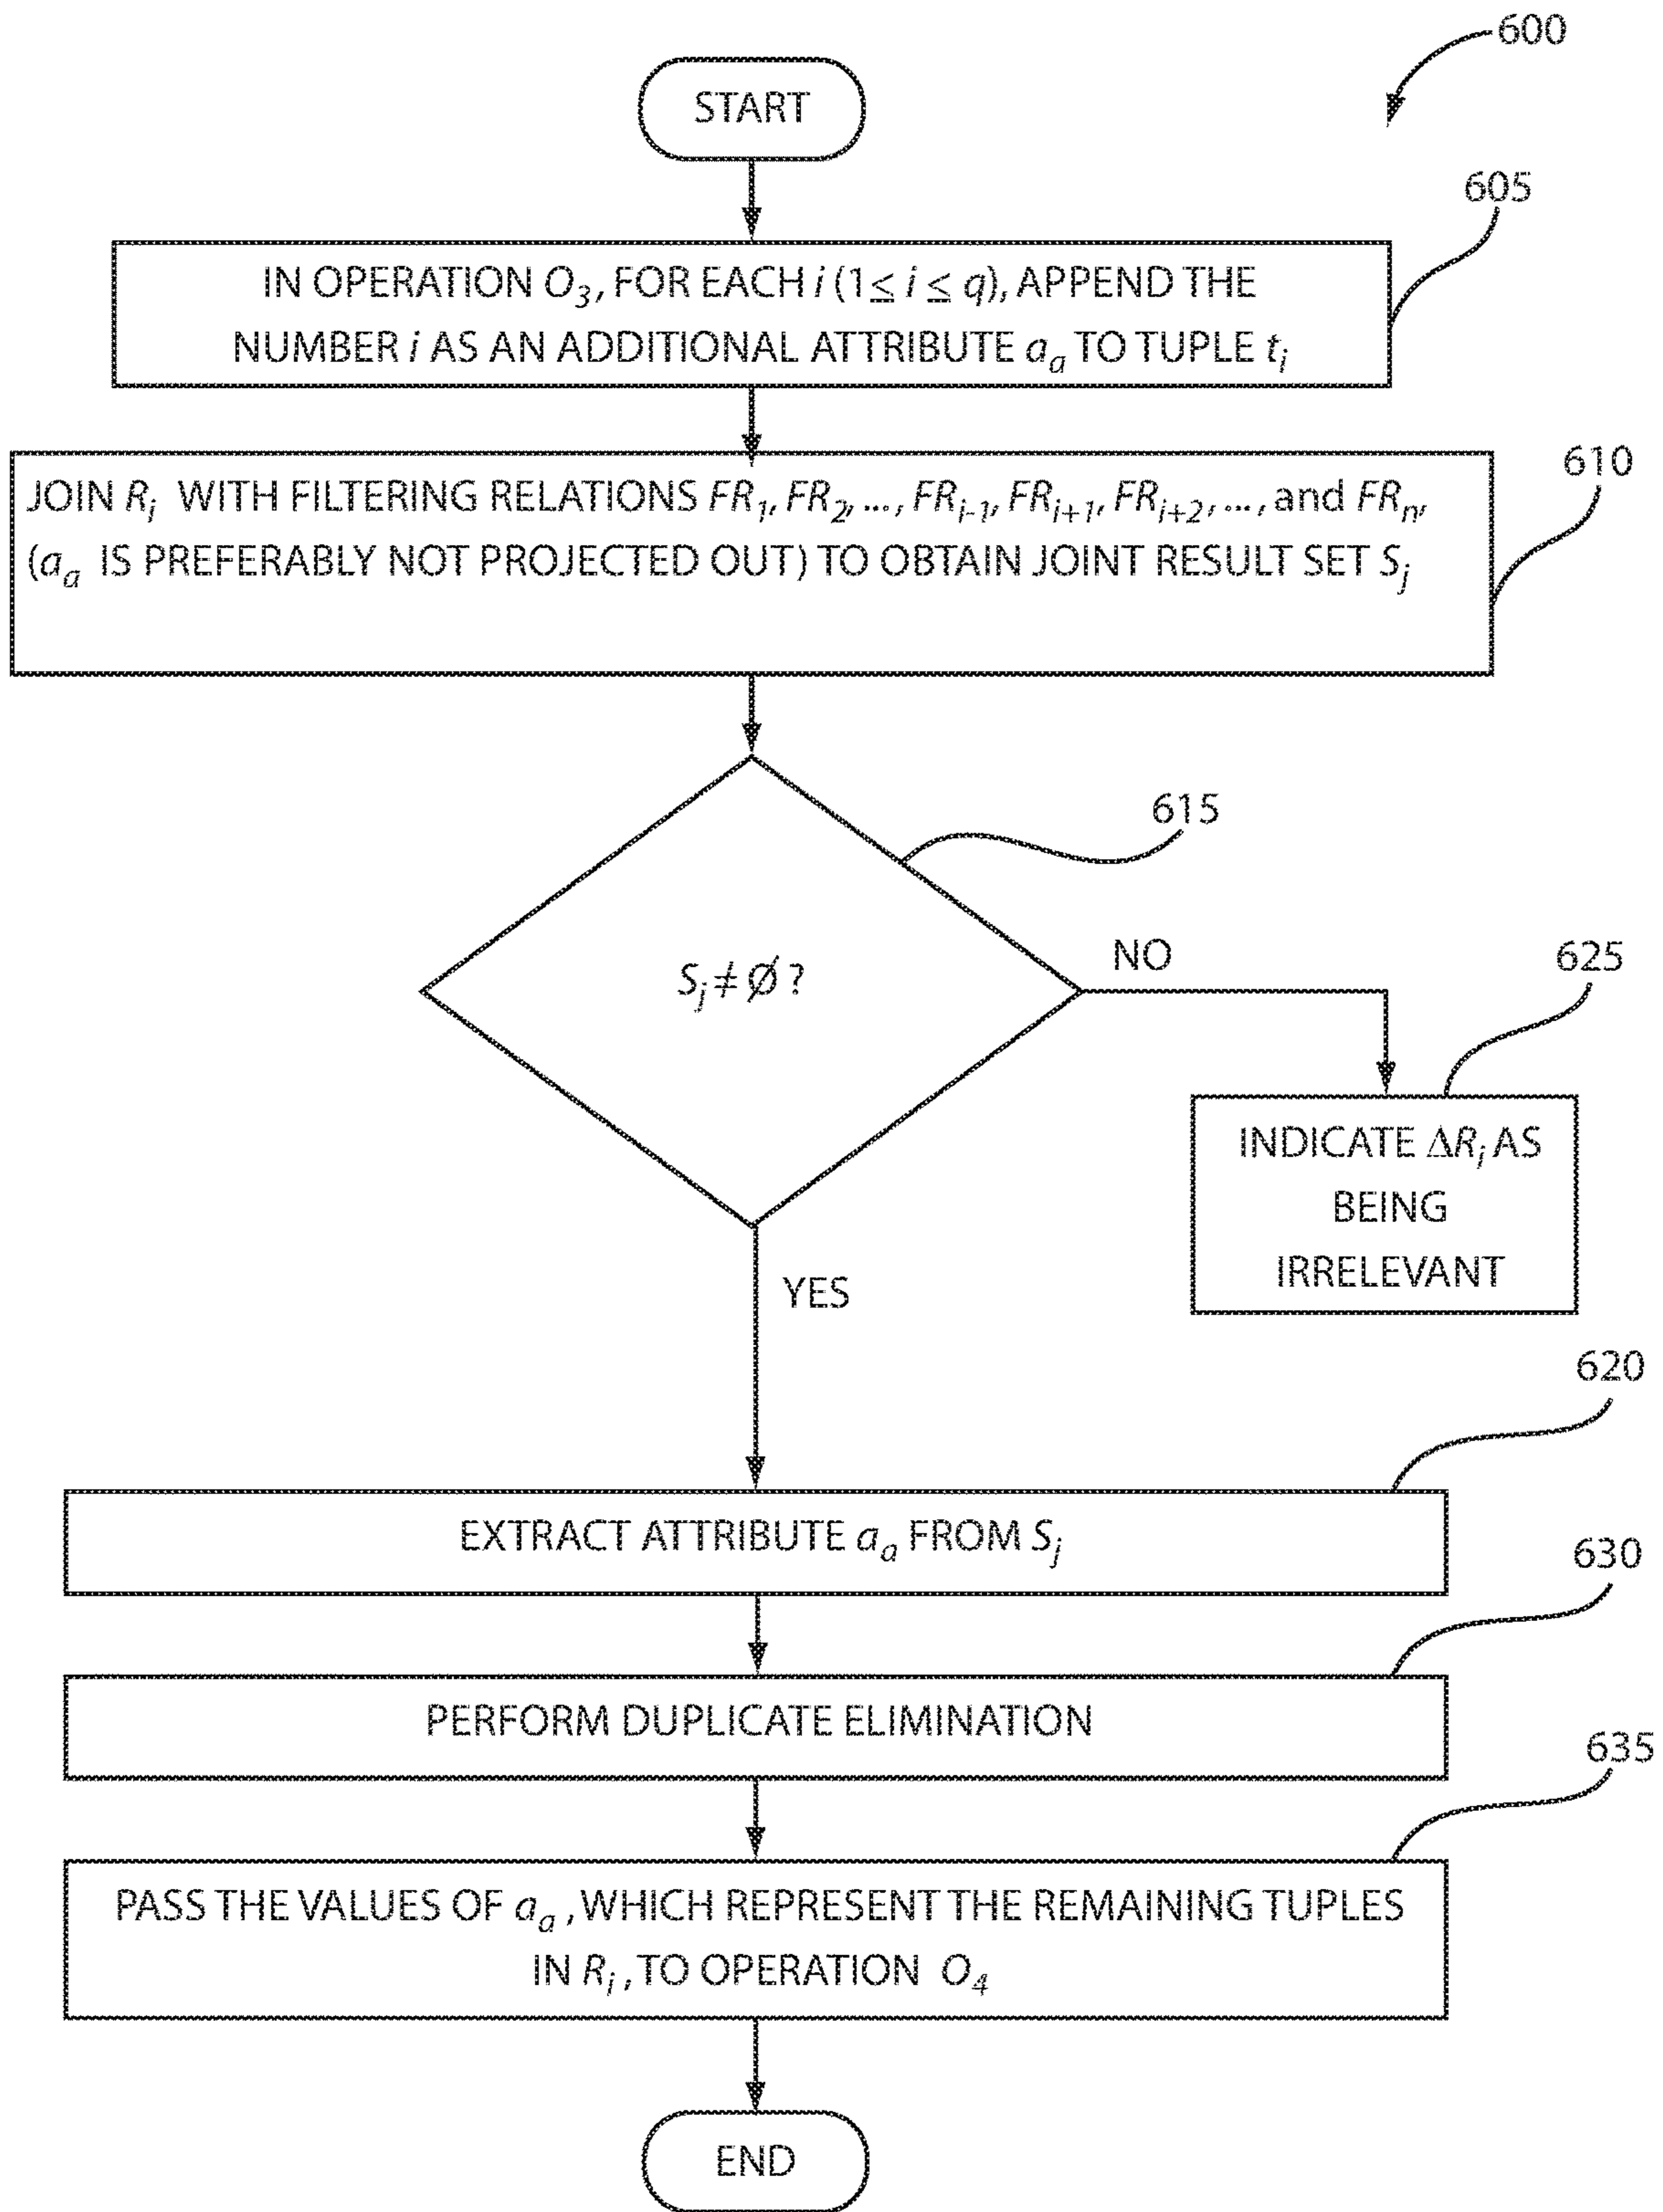 600
START
605
IN OPERATION O₃, FOR EACH i (1≤ i ≤ q), APPEND THE
NUMBER i AS AN ADDITIONAL ATTRIBUTE aₐ TO TUPLE tᵢ
610
JOIN Rᵢ WITH FILTERING RELATIONS FR₁, FR₂, ..., FRᵢ₋₁, FRᵢ₊₁, FRᵢ₊₂, ..., and FRₙ,
(aₐ IS PREFERABLY NOT PROJECTED OUT) TO OBTAIN JOINT RESULT SET Sⱼ
615
Sⱼ ≠ Ø ?
NO
625
INDICATE ΔRᵢ AS
BEING
IRRELEVANT
YES
620
EXTRACT ATTRIBUTE aₐ FROM Sⱼ
630
PERFORM DUPLICATE ELIMINATION
635
PASS THE VALUES OF aₐ, WHICH REPRESENT THE REMAINING TUPLES
IN Rᵢ, TO OPERATION O₄
END